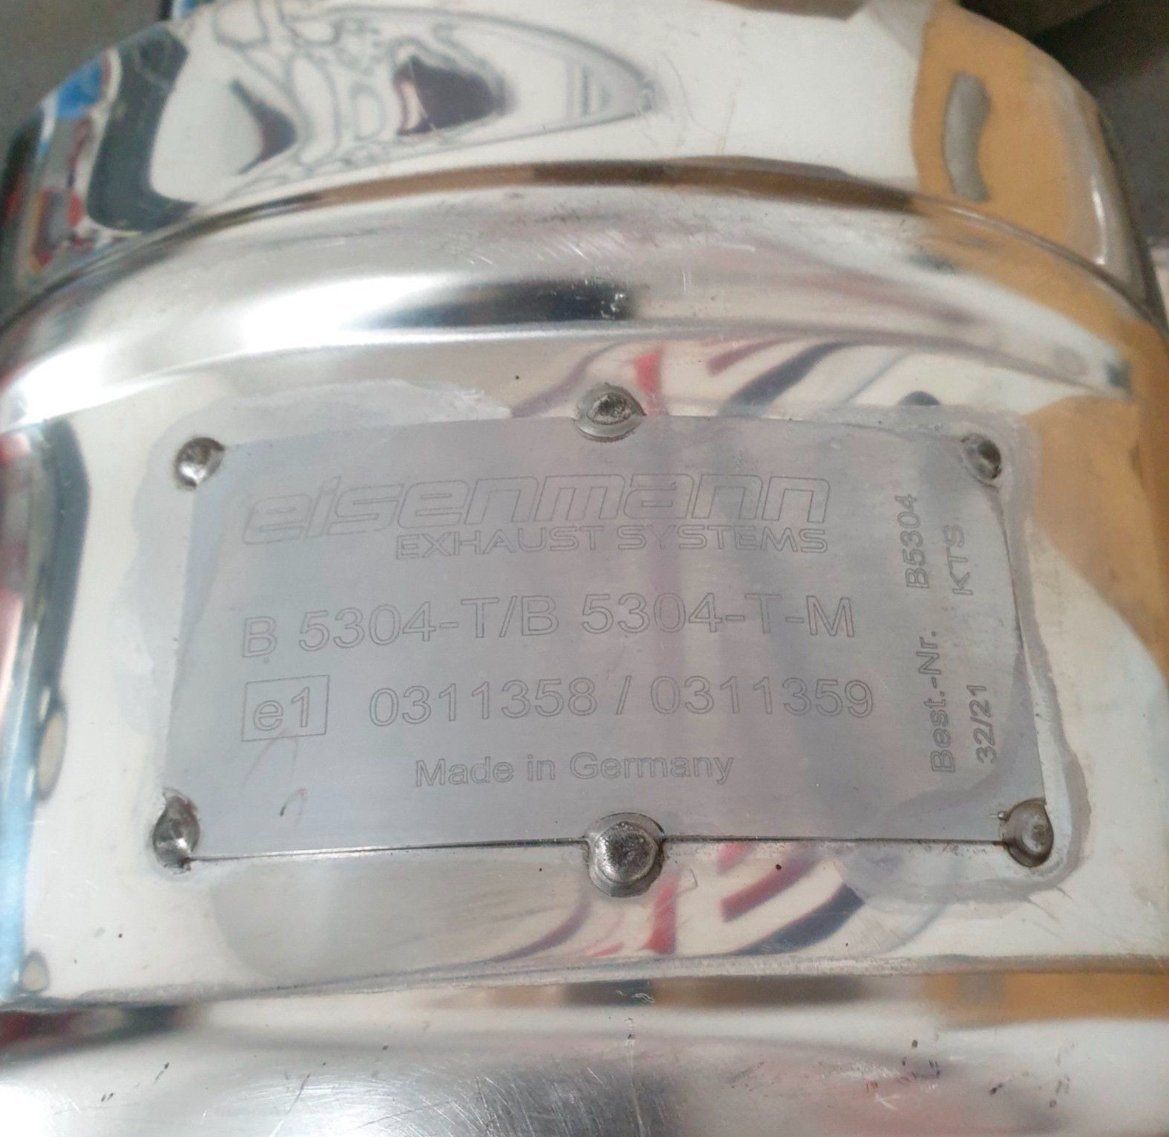 eisenmann
EXHAUST SYSTEMS
B 5304-T/B 5304-T-M
e1 0311358 / 0311359
Made in Germany
Best.-Nr. B5304
32/21 KTS